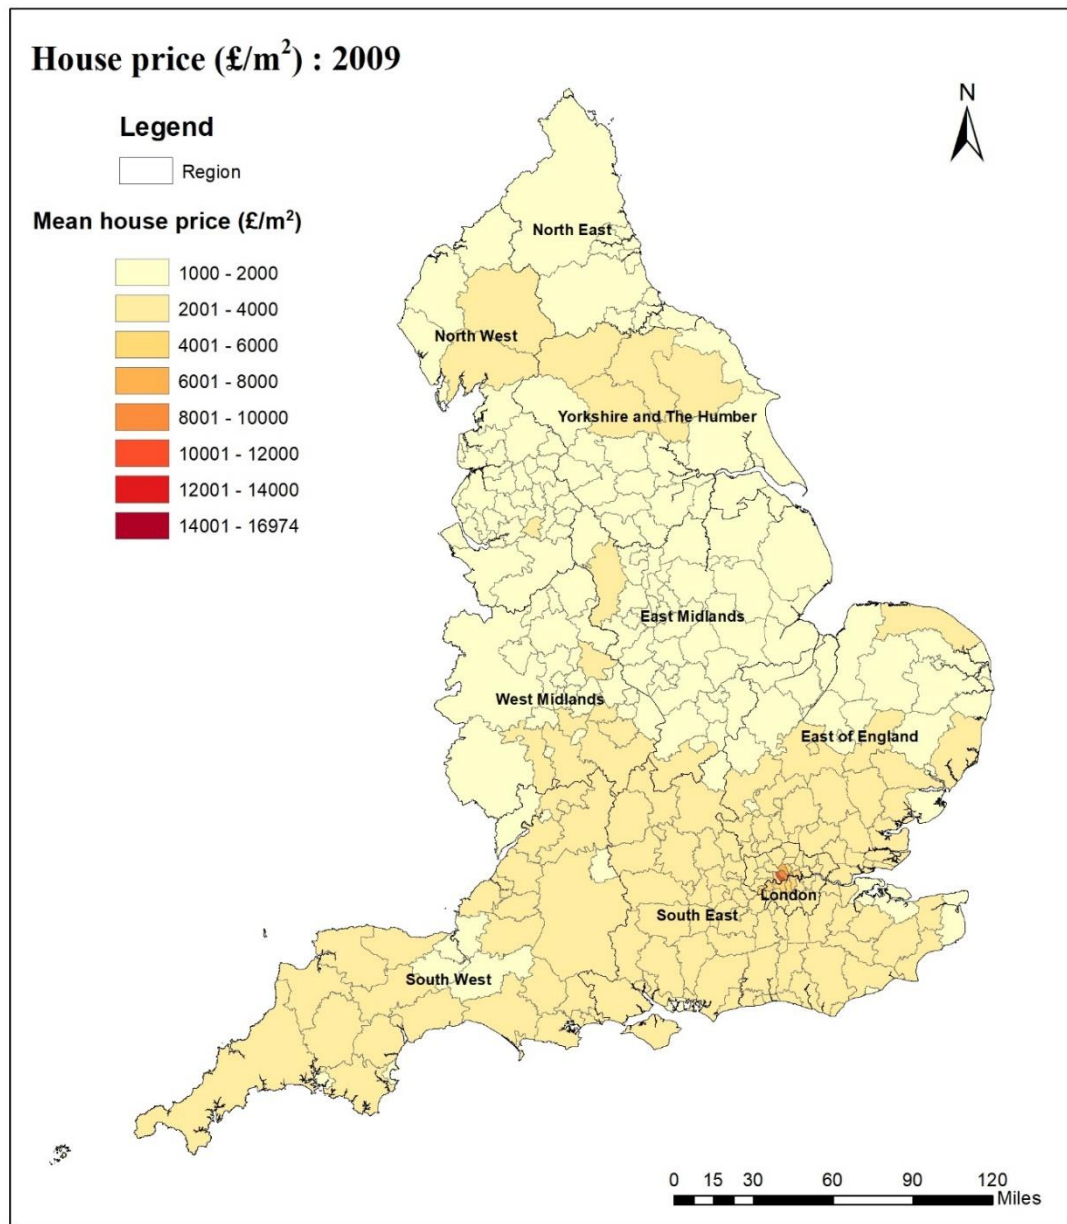 House price (£/m²) : 2009
N
Legend
Region
Mean house price (£/m²)
1000 - 2000
2001 - 4000
4001 - 6000
6001 - 8000
8001 - 10000
10001 - 12000
12001 - 14000
14001 - 16974
North East
North West
Yorkshire and The Humber
East Midlands
West Midlands
East of England
London
South East
South West
0 15 30 60 90 120
Miles